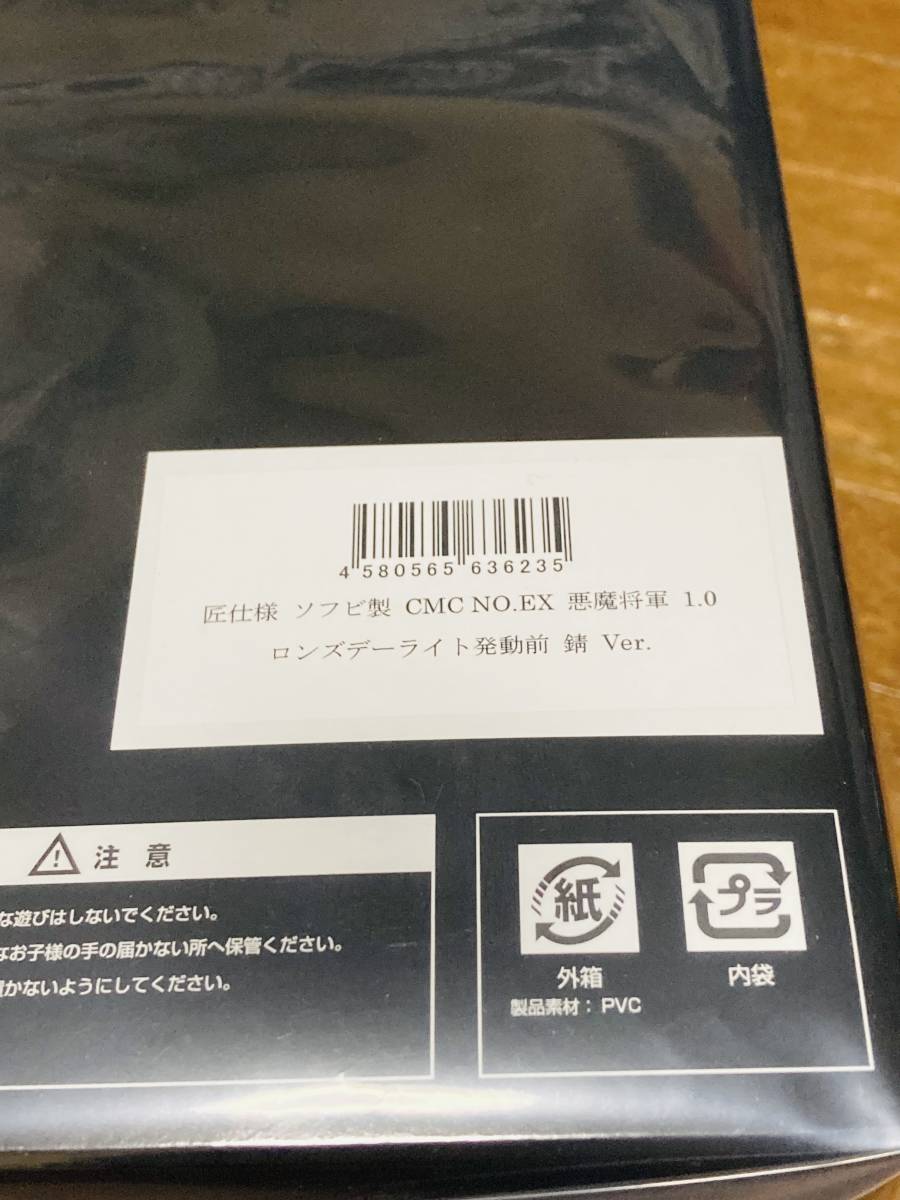 4 580565 636235
匠仕様 ソフビ製 CMC NO.EX 悪魔将軍 1.0
ロンズデーライト発動前 錆 Ver.
注 意
な遊びはしないでください。
なお子様の手の届かない所へ保管ください。
置かないようにしてください。
紙
外箱
製品素材：PVC
プラ
内袋